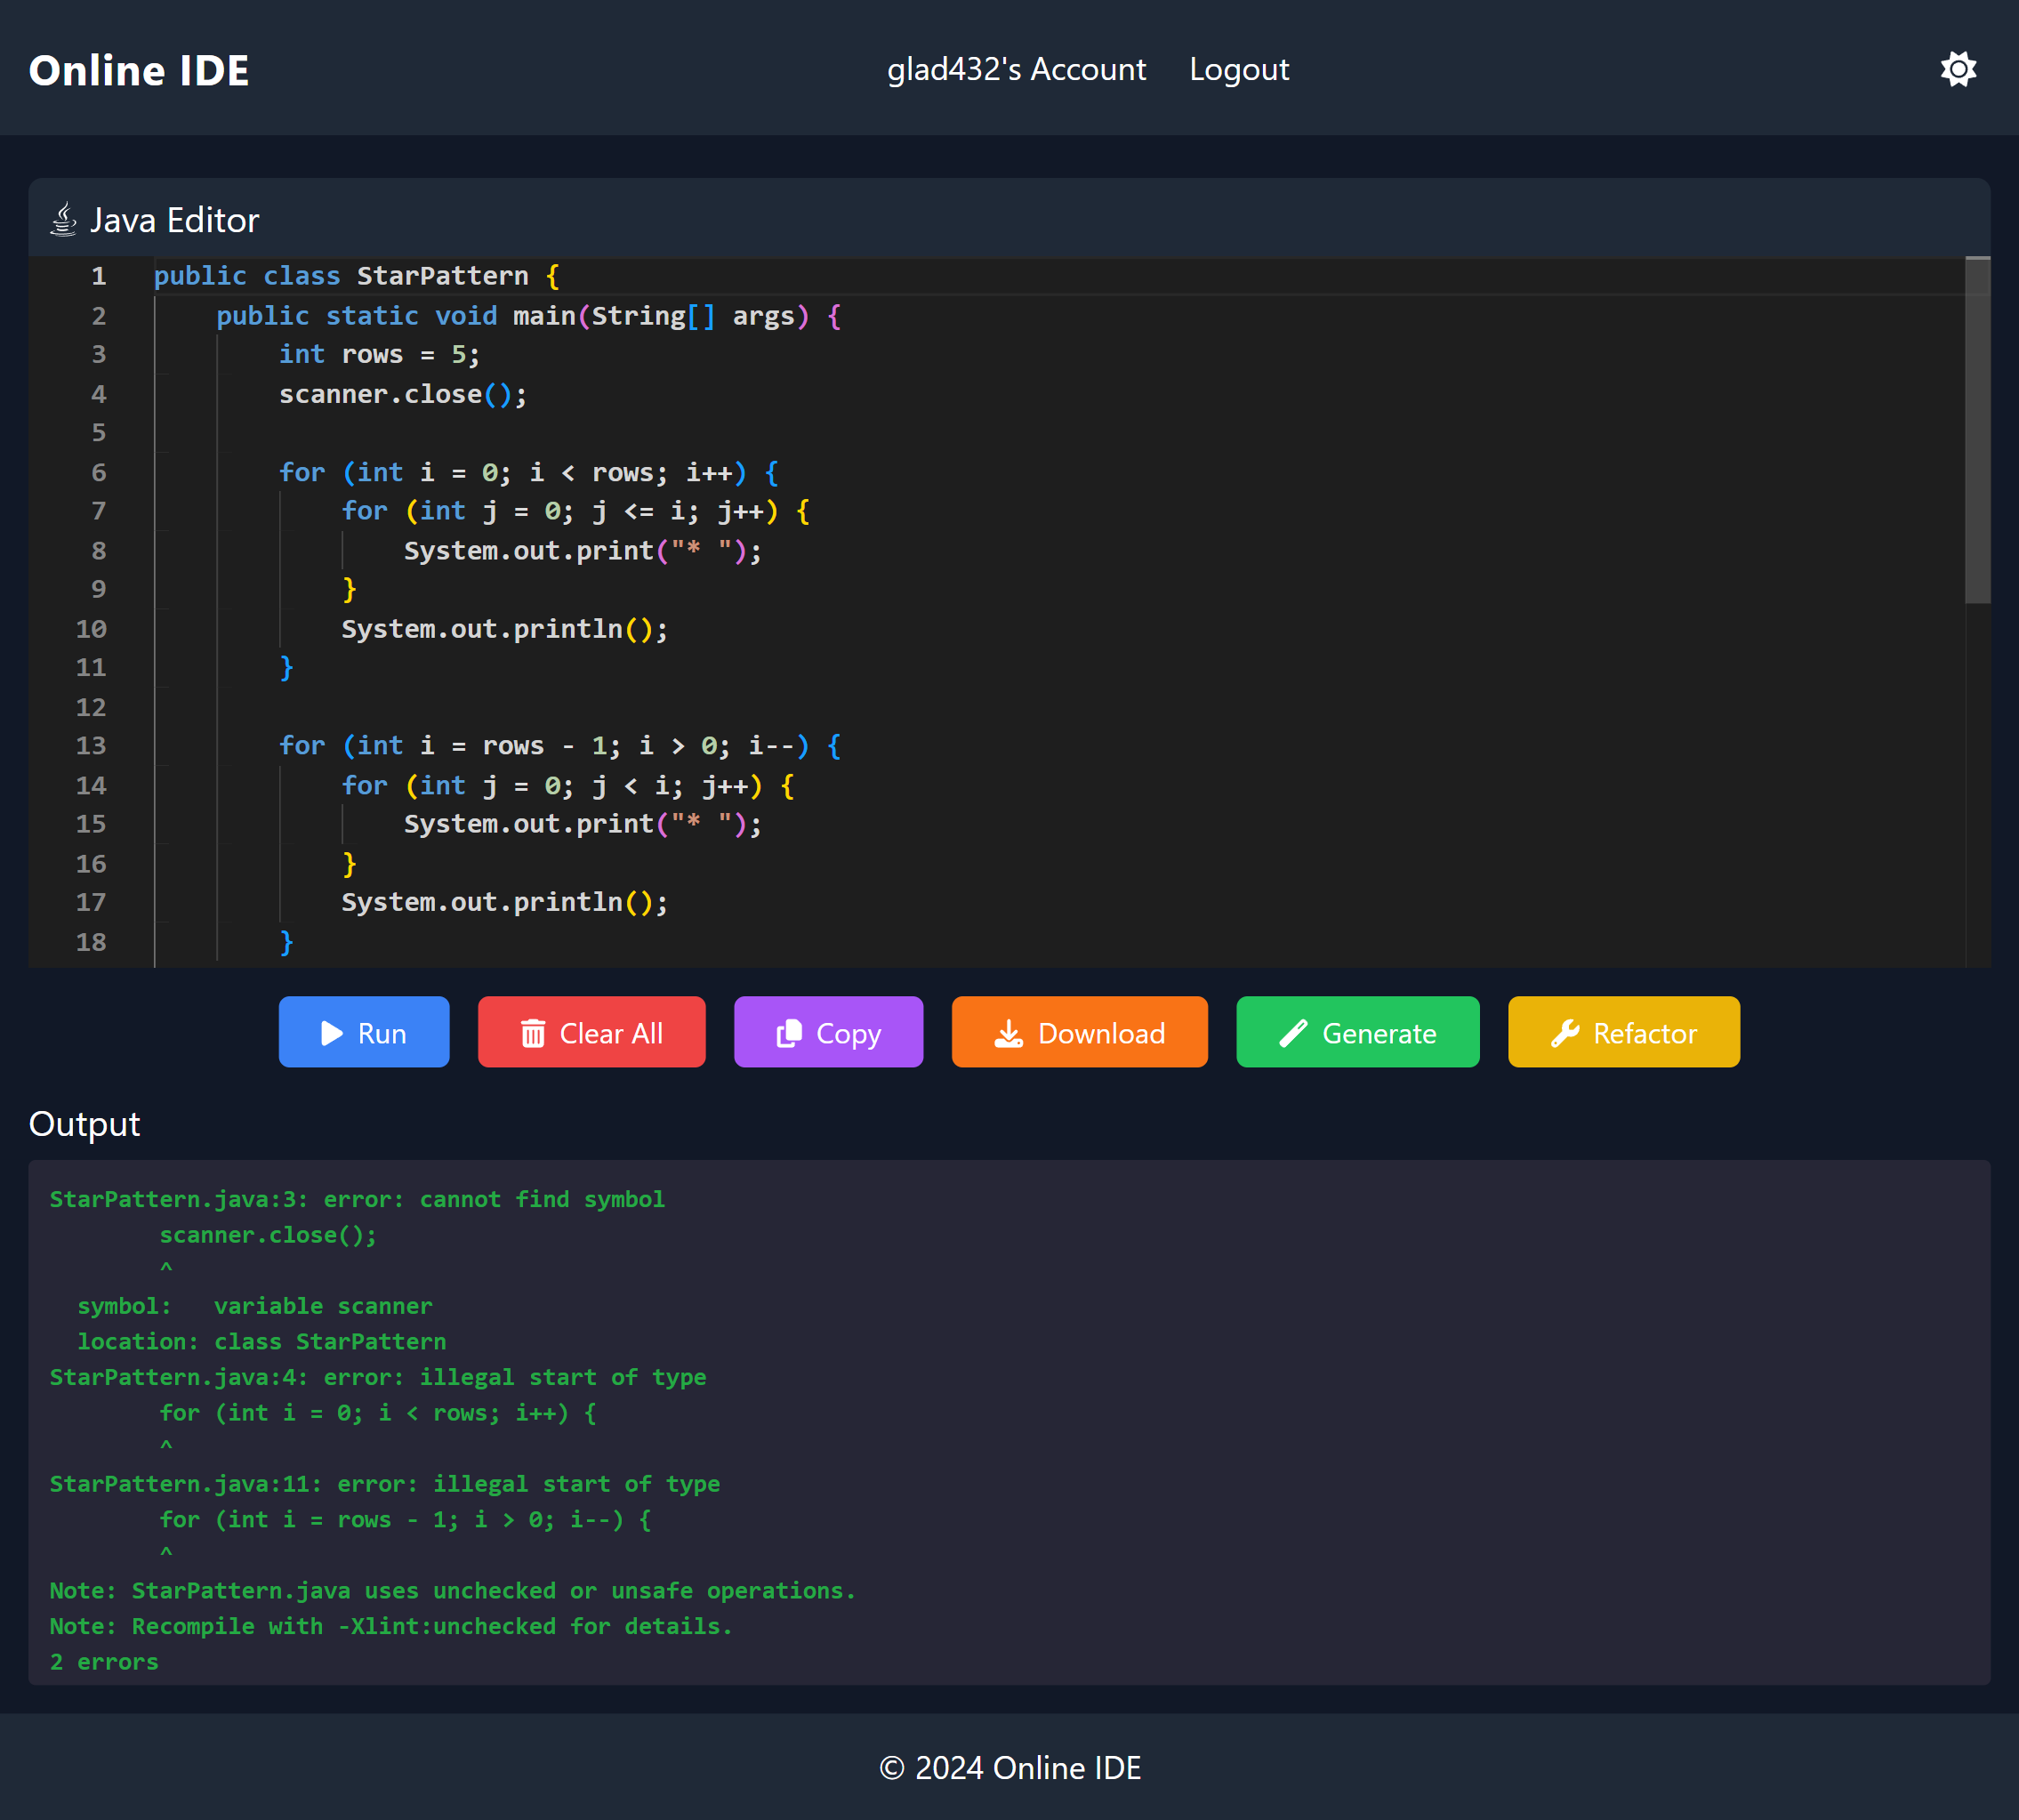 Online IDE
glad432's Account Logout
Java Editor
1 public class StarPattern {
2     public static void main(String[] args) {
3         int rows = 5;
4         scanner.close();
5
6         for (int i = 0; i < rows; i++) {
7             for (int j = 0; j <= i; j++) {
8                 System.out.print("* ");
9             }
10             System.out.println();
11         }
12
13         for (int i = rows - 1; i > 0; i--) {
14             for (int j = 0; j < i; j++) {
15                 System.out.print("* ");
16             }
17             System.out.println();
18         }
Run Clear All Copy Download Generate Refactor
Output
StarPattern.java:3: error: cannot find symbol
        scanner.close();
        ^
  symbol:   variable scanner
  location: class StarPattern
StarPattern.java:4: error: illegal start of type
        for (int i = 0; i < rows; i++) {
        ^
StarPattern.java:11: error: illegal start of type
        for (int i = rows - 1; i > 0; i--) {
        ^
Note: StarPattern.java uses unchecked or unsafe operations.
Note: Recompile with -Xlint:unchecked for details.
2 errors
© 2024 Online IDE